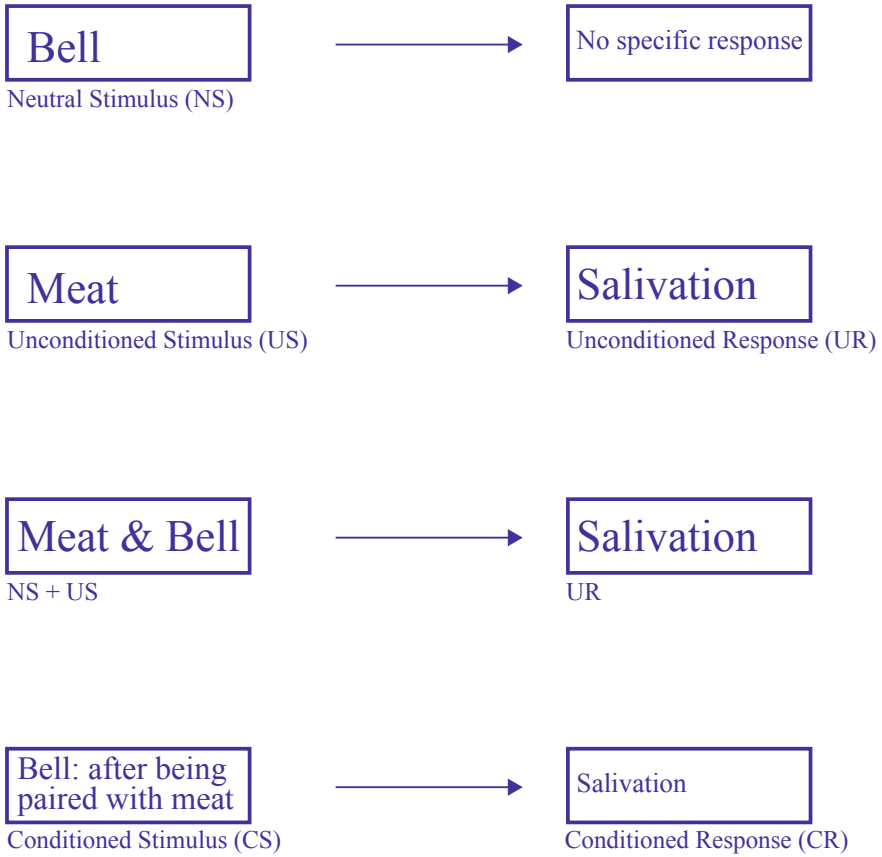 Bell
No specific response
Neutral Stimulus (NS)
Meat
Salivation
Unconditioned Stimulus (US)
Unconditioned Response (UR)
Meat & Bell
Salivation
NS + US
UR
Bell: after being
paired with meat
Salivation
Conditioned Stimulus (CS)
Conditioned Response (CR)